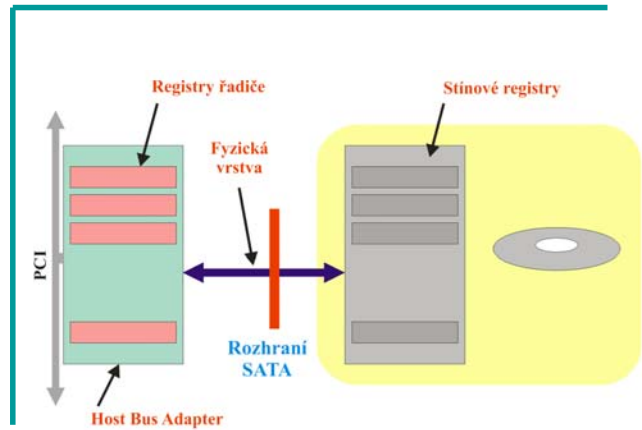 Registry řadiče
Stínové registry
Fyzická
vrstva
PCI
Rozhraní
SATA
Host Bus Adapter